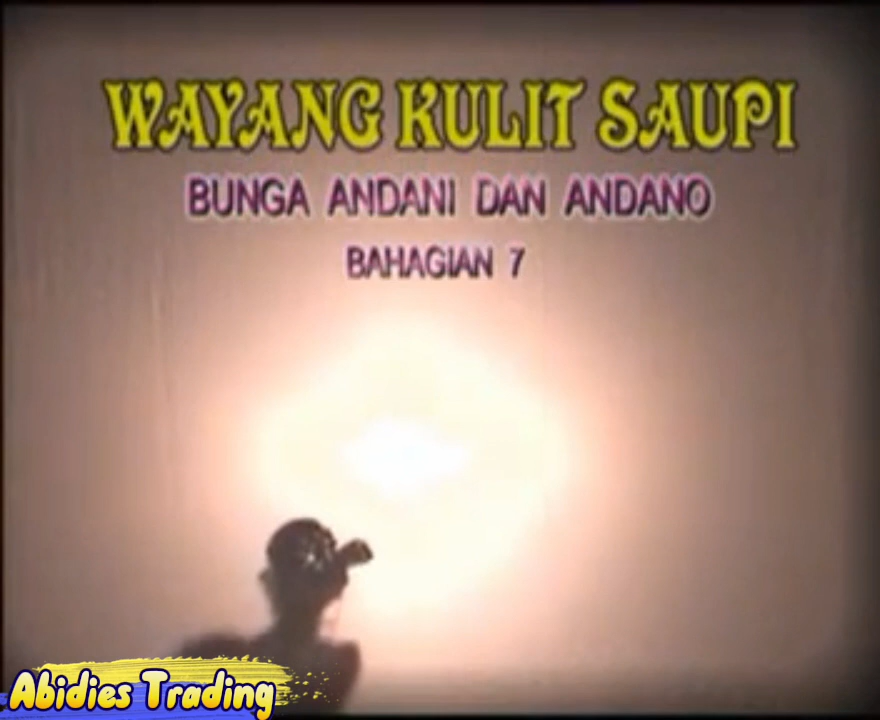 WAYANG KULIT SAUPI
BUNGA ANDANI DAN ANDANO
BAHAGIAN 7
Abidies Trading